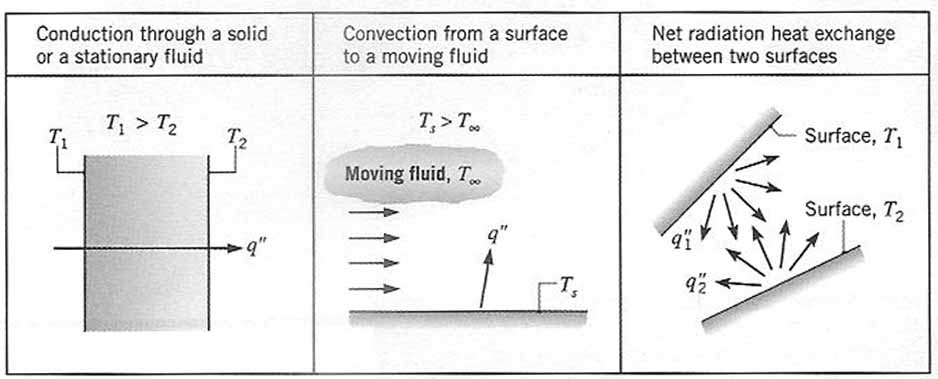 Conduction through a solid
or a stationary fluid
T₁ > T₂
T₁
T₂
q″
Convection from a surface
to a moving fluid
Tₛ > T∞
Moving fluid, T∞
q″
Tₛ
Net radiation heat exchange
between two surfaces
Surface, T₁
Surface, T₂
q″₁
q″₂